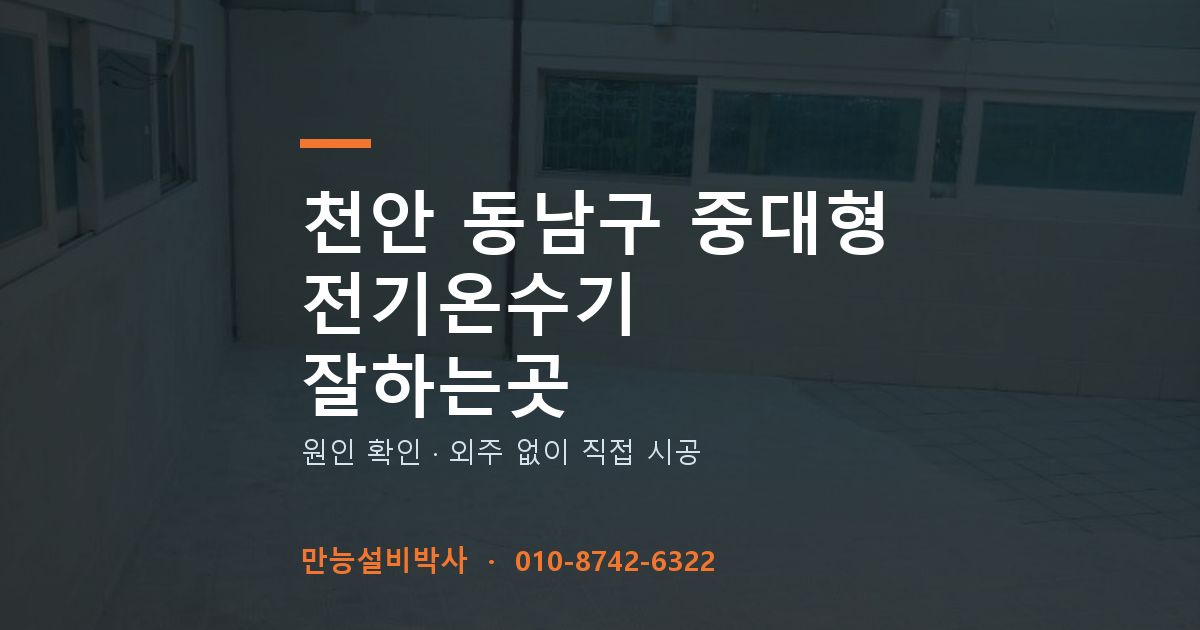 천안 동남구 중대형
전기온수기
잘하는곳
원인 확인 · 외주 없이 직접 시공
만능설비박사 · 010-8742-6322